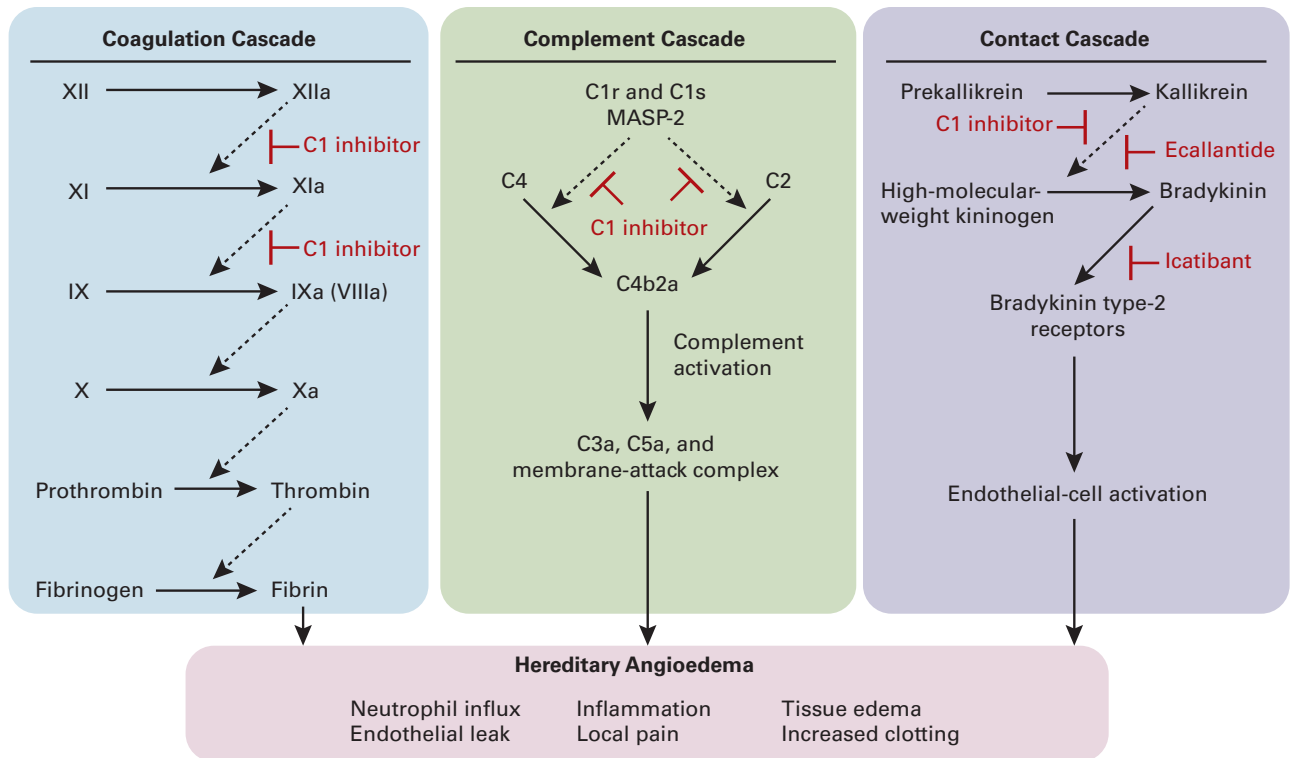 Coagulation Cascade
XII
XIIa
C1 inhibitor
XI
XIa
C1 inhibitor
IX
IXa (VIIIa)
X
Xa
Prothrombin
Thrombin
Fibrinogen
Fibrin
Complement Cascade
C1r and C1s
MASP-2
C4
C2
C1 inhibitor
C4b2a
Complement
activation
C3a, C5a, and
membrane-attack complex
Contact Cascade
Prekallikrein
Kallikrein
C1 inhibitor
Ecallantide
High-molecular-
weight kininogen
Bradykinin
Icatibant
Bradykinin type-2
receptors
Endothelial-cell activation
Hereditary Angioedema
Neutrophil influx
Endothelial leak
Inflammation
Local pain
Tissue edema
Increased clotting